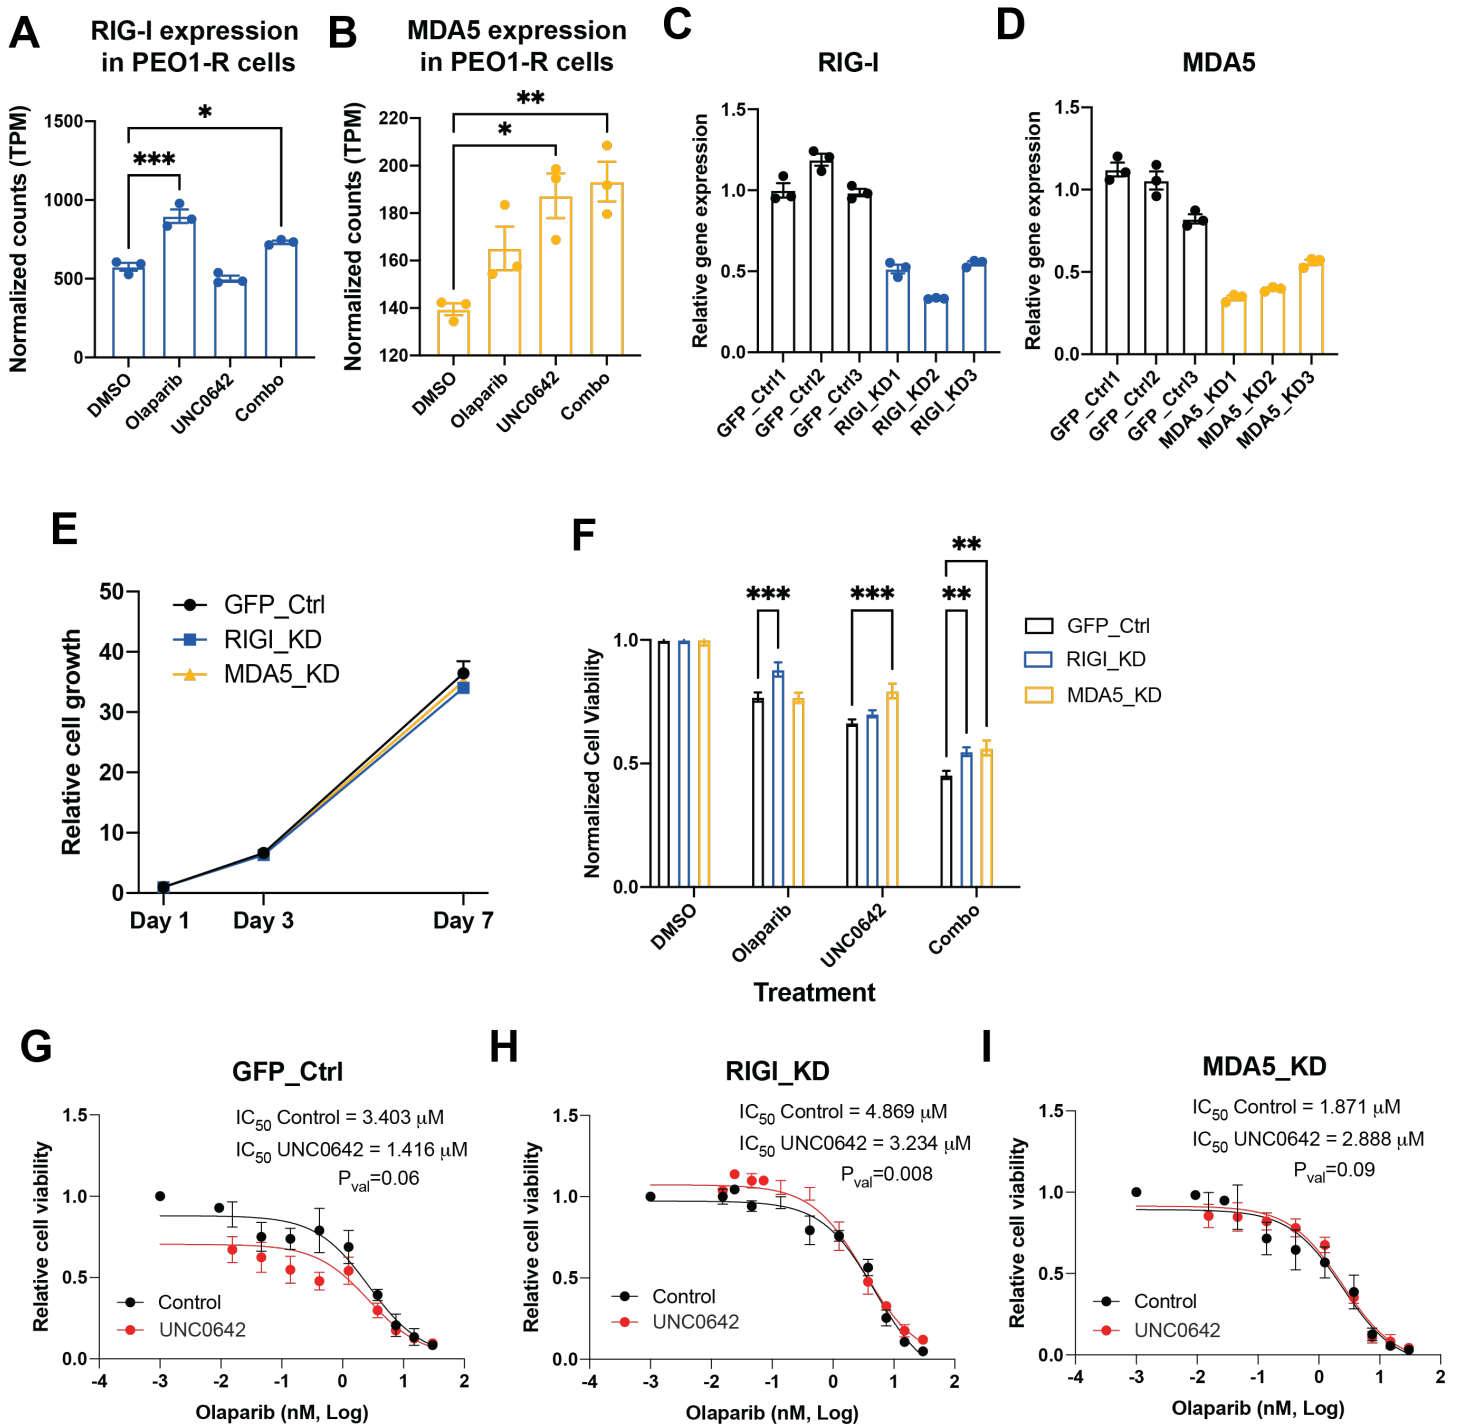 A
RIG-I expression
in PEO1-R cells
Normalized counts (TPM)
1500
1000
500
0
*
***
DMSO
Olaparib
UNC0642
Combo
B
MDA5 expression
in PEO1-R cells
Normalized counts (TPM)
220
200
180
160
140
120
**
*
DMSO
Olaparib
UNC0642
Combo
C
RIG-I
Relative gene expression
1.5
1.0
0.5
0.0
GFP_Ctrl1
GFP_Ctrl2
GFP_Ctrl3
RIGI_KD1
RIGI_KD2
RIGI_KD3
D
MDA5
Relative gene expression
1.5
1.0
0.5
0.0
GFP_Ctrl1
GFP_Ctrl2
GFP_Ctrl3
MDA5_KD1
MDA5_KD2
MDA5_KD3
E
Relative cell growth
50
40
30
20
10
0
GFP_Ctrl
RIGI_KD
MDA5_KD
Day 1
Day 3
Day 7
F
Normalized Cell Viability
1.0
0.5
0.0
***
***
**
**
GFP_Ctrl
RIGI_KD
MDA5_KD
DMSO
Olaparib
UNC0642
Combo
Treatment
G
GFP_Ctrl
IC50 Control = 3.403 μM
IC50 UNC0642 = 1.416 μM
Pval=0.06
Relative cell viability
1.5
1.0
0.5
0.0
Control
UNC0642
-4
-3
-2
-1
0
1
2
Olaparib (nM, Log)
H
RIGI_KD
IC50 Control = 4.869 μM
IC50 UNC0642 = 3.234 μM
Pval=0.008
Relative cell viability
1.5
1.0
0.5
0.0
Control
UNC0642
-4
-3
-2
-1
0
1
2
Olaparib (nM, Log)
I
MDA5_KD
IC50 Control = 1.871 μM
IC50 UNC0642 = 2.888 μM
Pval=0.09
Relative cell viability
1.5
1.0
0.5
0.0
Control
UNC0642
-4
-3
-2
-1
0
1
2
Olaparib (nM, Log)